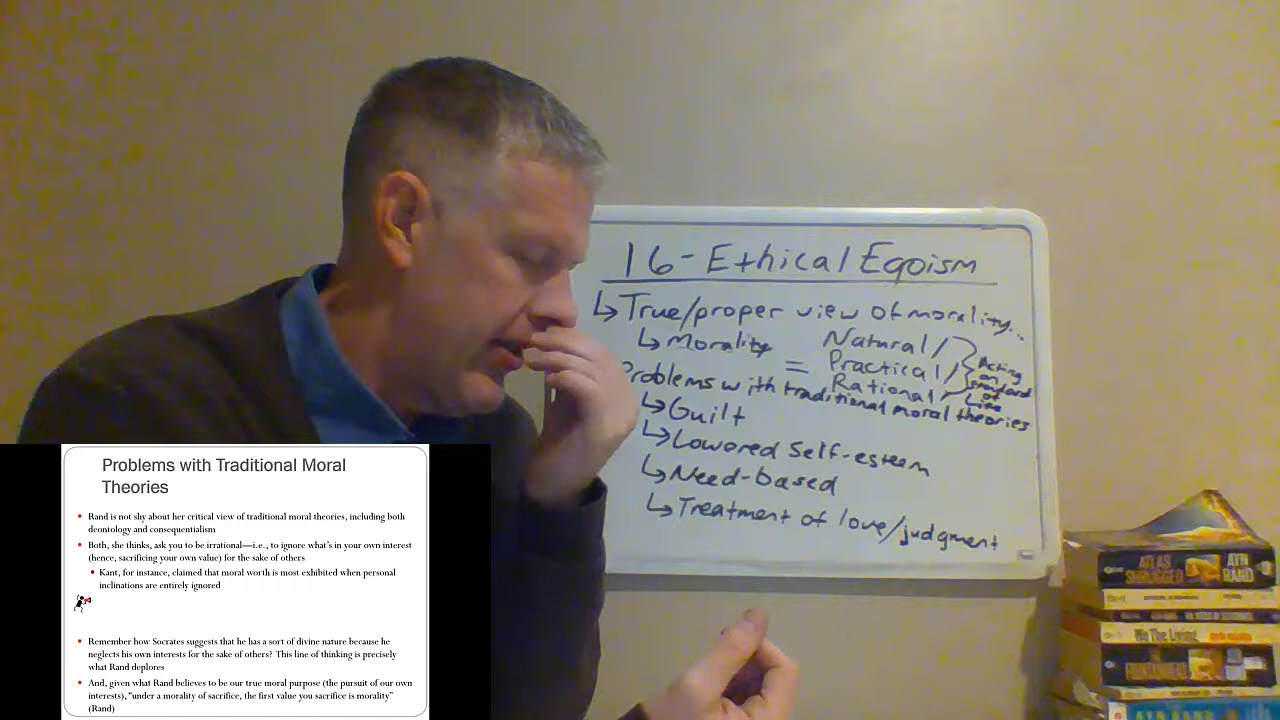 16- Ethical Egoism
↳ True/proper view of morality...
↳ Morality = Natural/
Practical/
Rational/
Acting
on
standard
of
Life
Problems with traditional moral theories
↳ Guilt
↳ Lowered Self-esteem
↳ Need-based
↳ Treatment of love/judgment
Problems with Traditional Moral
Theories
• Rand is not shy about her critical view of traditional moral theories, including both
deontology and consequentialism
• Both, she thinks, ask you to be irrational—i.e., to ignore what's in your own interest
(hence, sacrificing your own value) for the sake of others
• Kant, for instance, claimed that moral worth is most exhibited when personal
inclinations are entirely ignored
• Remember how Socrates suggests that he has a sort of divine nature because he
neglects his own interests for the sake of others? This line of thinking is precisely
what Rand deplores
• And, given what Rand believes to be our true moral purpose (the pursuit of our own
interests), "under a morality of sacrifice, the first value you sacrifice is morality"
(Rand)
ATLAS SHRUGGED AYN RAND
We The Living
AYN RAND